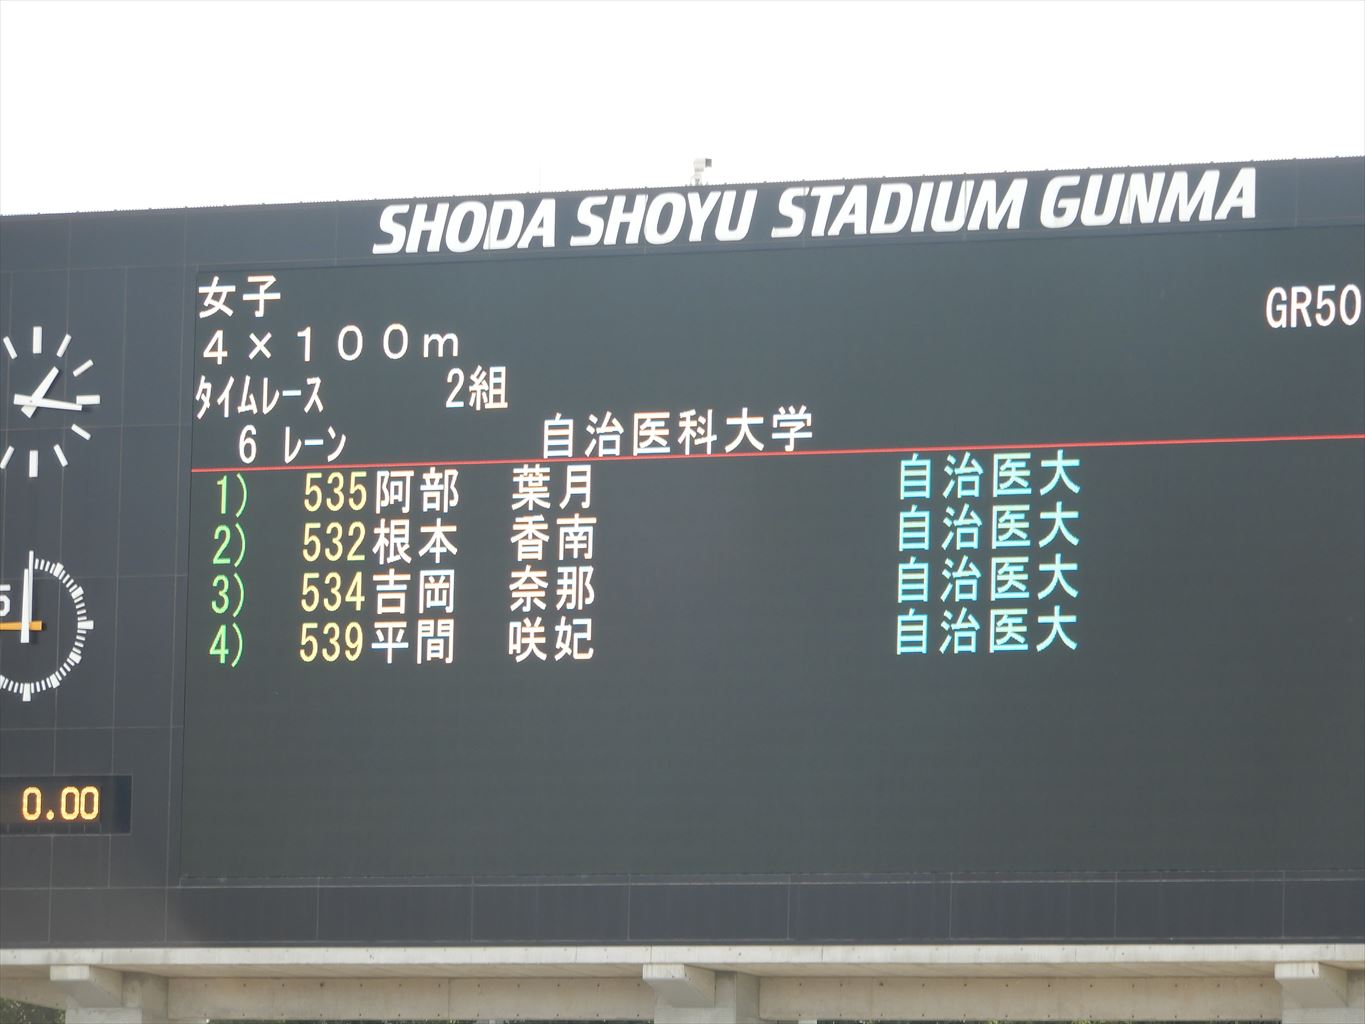 SHODA SHOYU STADIUM GUNMA
女子
GR50
４×１００ｍ
タイムレース 2組
6 レーン 自治医科大学
1) 535 阿部 葉月 自治医大
2) 532 根本 香南 自治医大
3) 534 吉岡 奈那 自治医大
4) 539 平間 咲妃 自治医大
5
0.00